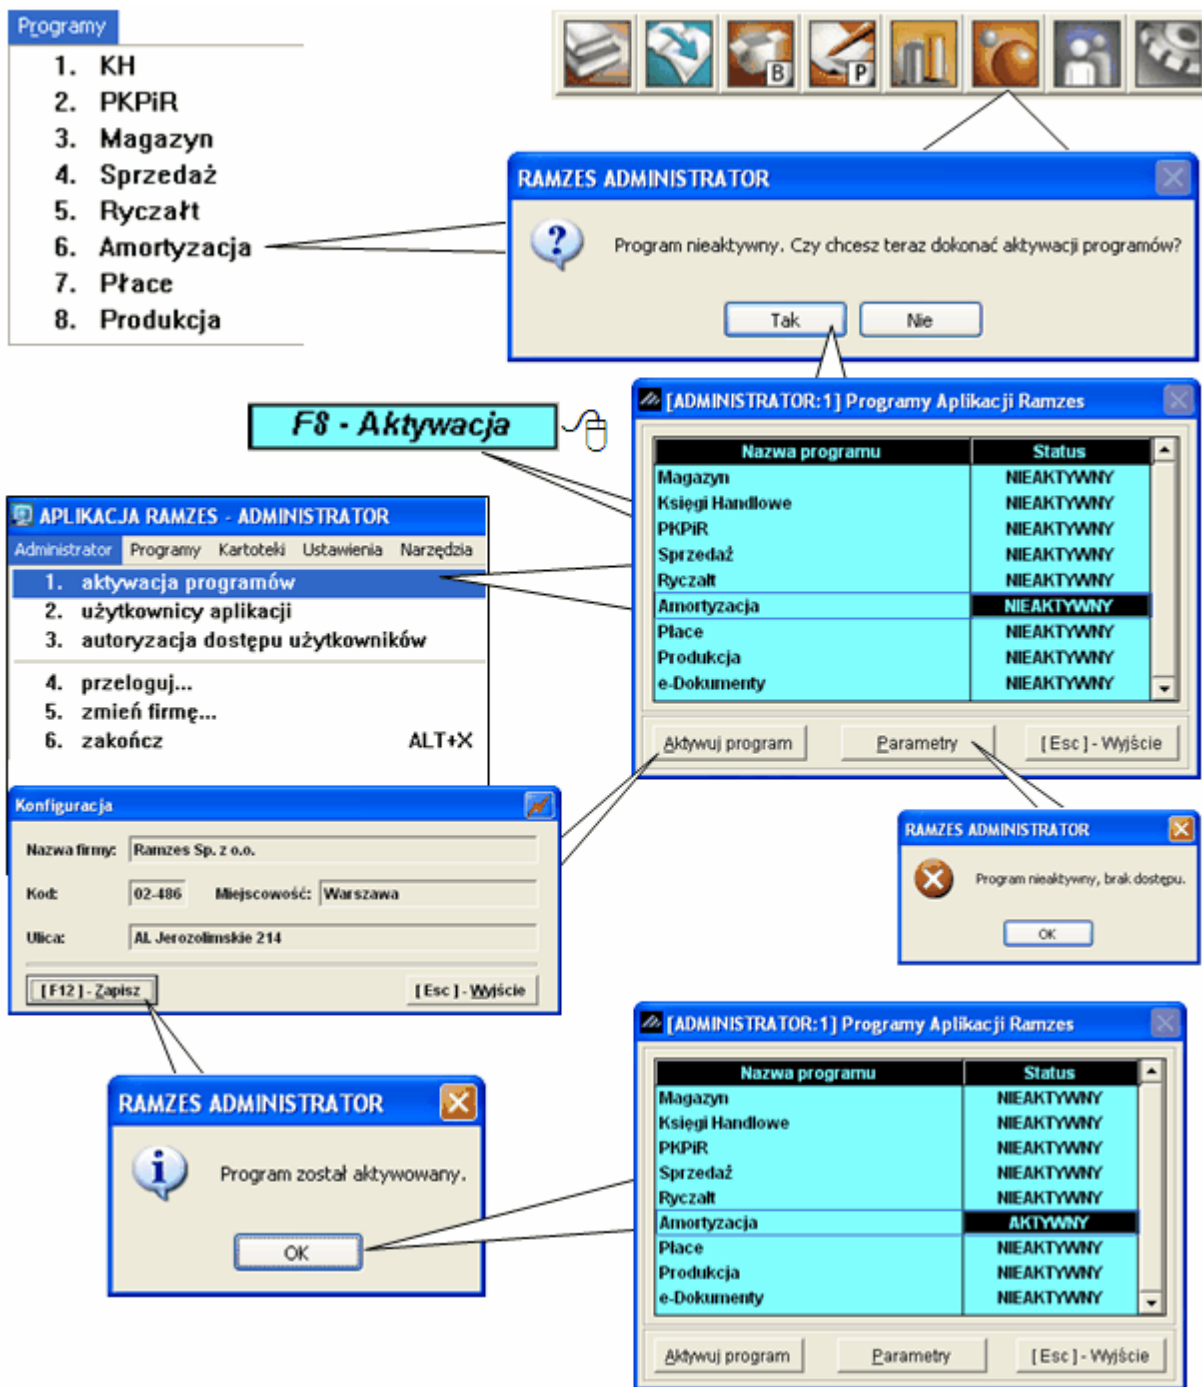 Programy
1. KH
2. PKPiR
3. Magazyn
4. Sprzedaż
5. Ryczałt
6. Amortyzacja
7. Płace
8. Produkcja
B
P
RAMZES ADMINISTRATOR
Program nieaktywny. Czy chcesz teraz dokonać aktywacji programów?
Tak Nie
F8 - Aktywacja
[ADMINISTRATOR:1] Programy Aplikacji Ramzes
Nazwa programu Status
Magazyn NIEAKTYWNY
Księgi Handlowe NIEAKTYWNY
PKPiR NIEAKTYWNY
Sprzedaż NIEAKTYWNY
Ryczałt NIEAKTYWNY
Amortyzacja NIEAKTYWNY
Płace NIEAKTYWNY
Produkcja NIEAKTYWNY
e-Dokumenty NIEAKTYWNY
Aktywuj program Parametry [ Esc ] - Wyjście
APLIKACJA RAMZES - ADMINISTRATOR
Administrator Programy Kartoteki Ustawienia Narzędzia
1. aktywacja programów
2. użytkownicy aplikacji
3. autoryzacja dostępu użytkowników
4. przeloguj...
5. zmień firmę...
6. zakończ ALT+X
Konfiguracja
Nazwa firmy: Ramzes Sp. z o.o.
Kod: 02-486 Miejscowość: Warszawa
Ulica: Al. Jerozolimskie 214
[ F12 ] - Zapisz [ Esc ] - Wyjście
RAMZES ADMINISTRATOR
Program nieaktywny, brak dostępu.
OK
RAMZES ADMINISTRATOR
Program został aktywowany.
OK
[ADMINISTRATOR:1] Programy Aplikacji Ramzes
Nazwa programu Status
Magazyn NIEAKTYWNY
Księgi Handlowe NIEAKTYWNY
PKPiR NIEAKTYWNY
Sprzedaż NIEAKTYWNY
Ryczałt NIEAKTYWNY
Amortyzacja AKTYWNY
Płace NIEAKTYWNY
Produkcja NIEAKTYWNY
e-Dokumenty NIEAKTYWNY
Aktywuj program Parametry [ Esc ] - Wyjście